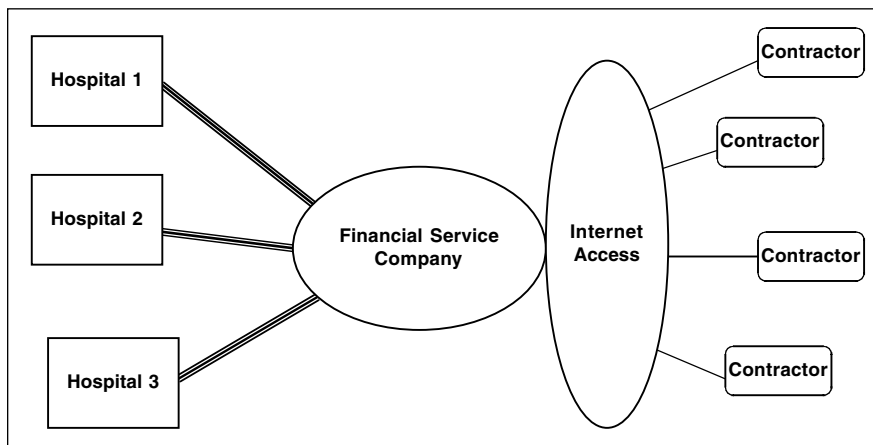 Hospital 1
Hospital 2
Hospital 3
Financial Service
Company
Internet
Access
Contractor
Contractor
Contractor
Contractor